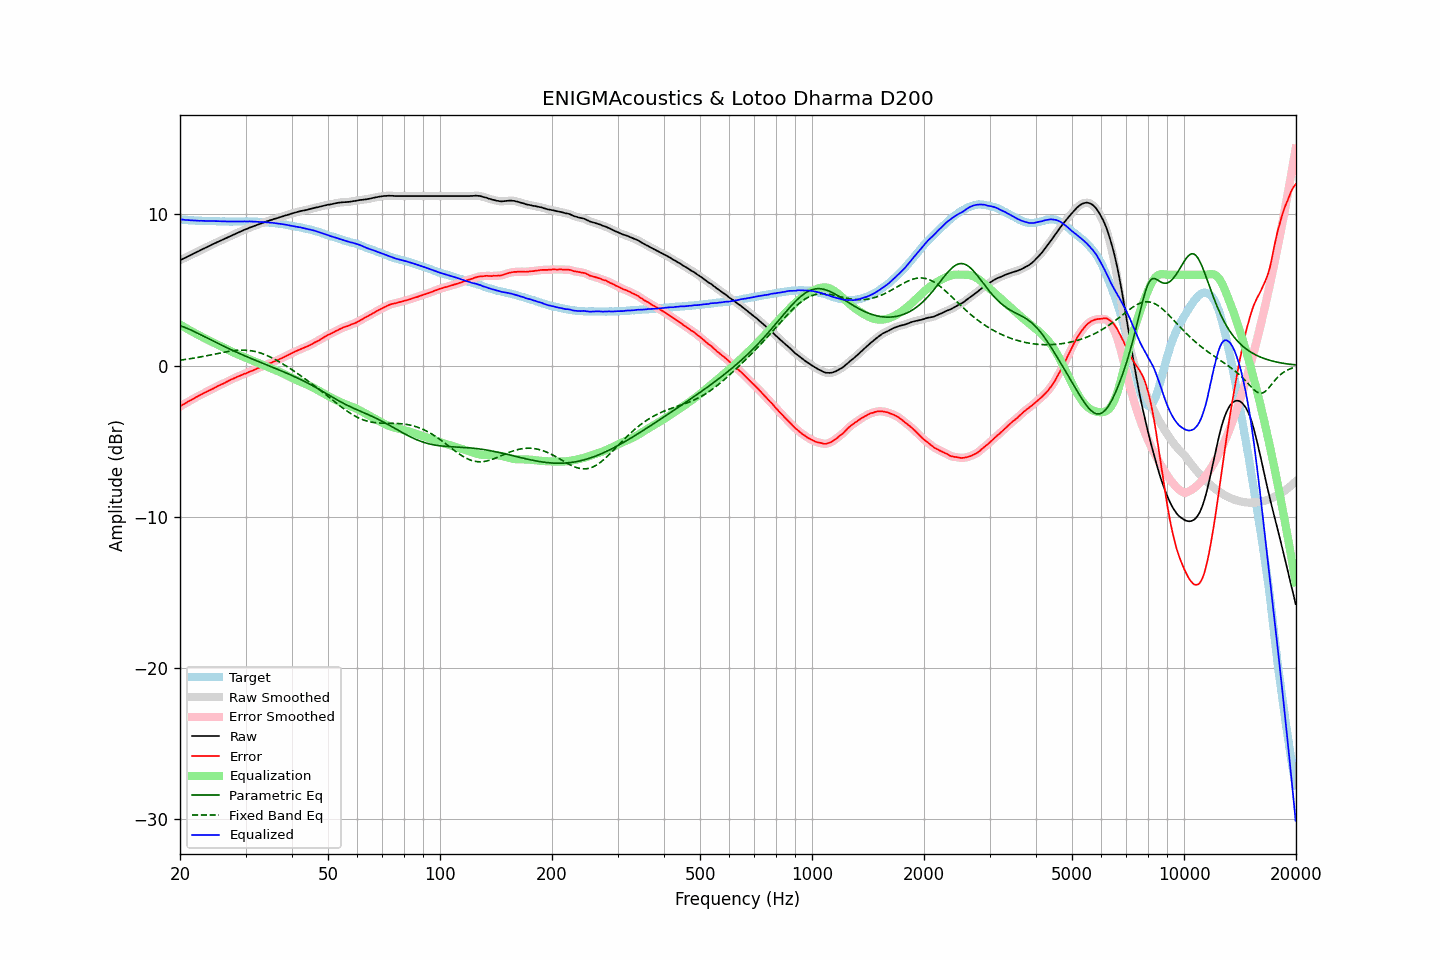 ENIGMAcoustics & Lotoo Dharma D200
Amplitude (dBr)
10
0
−10
−20
−30
Target
Raw Smoothed
Error Smoothed
Raw
Error
Equalization
Parametric Eq
Fixed Band Eq
Equalized
20 50 100 200 500 1000 2000 5000 10000 20000
Frequency (Hz)